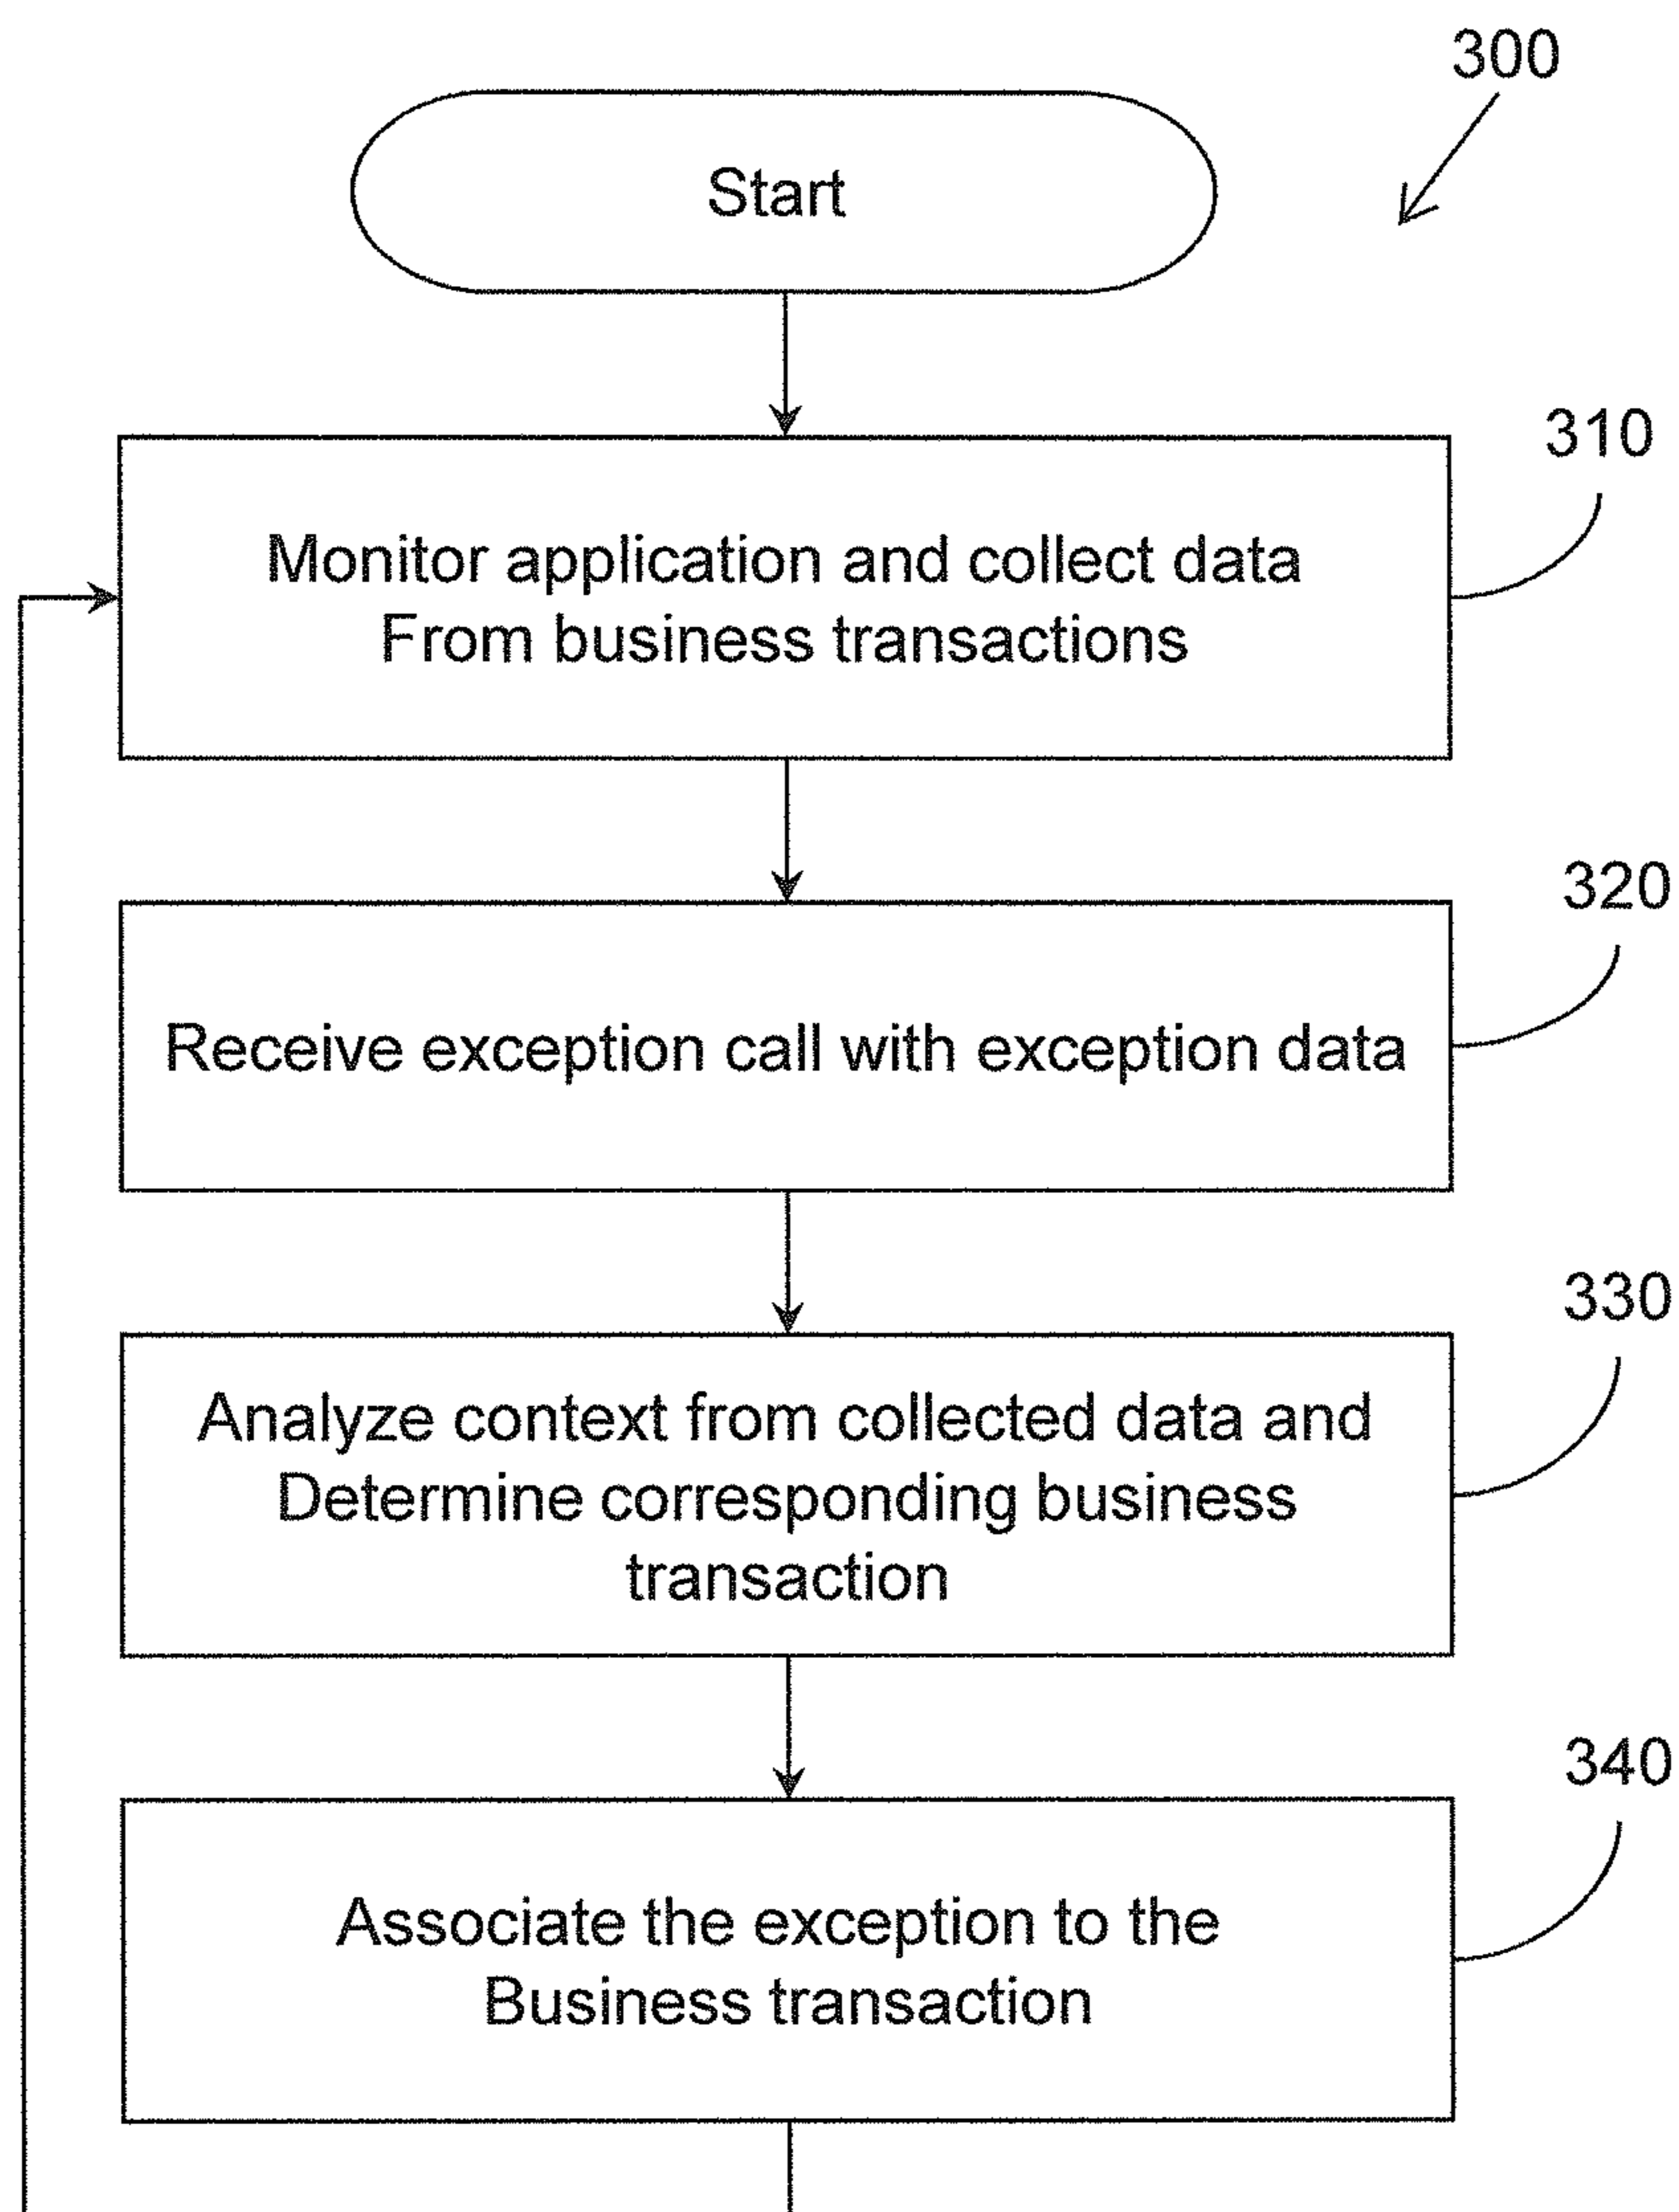 300
Start
310
Monitor application and collect data
From business transactions
320
Receive exception call with exception data
330
Analyze context from collected data and
Determine corresponding business
transaction
340
Associate the exception to the
Business transaction